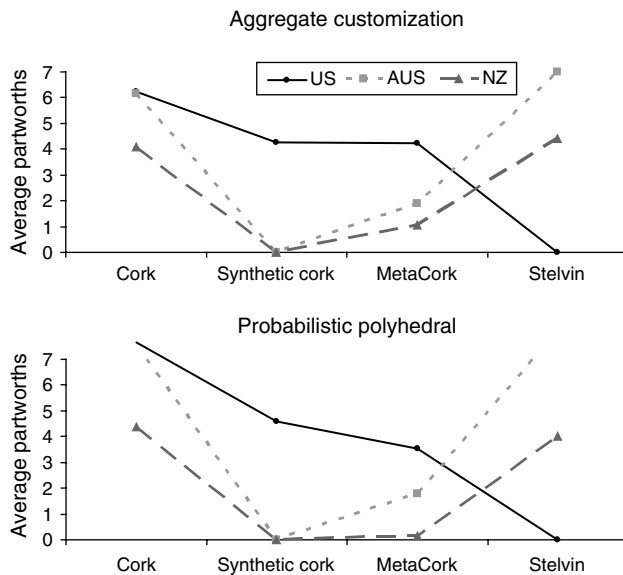 Aggregate customization
US AUS NZ
Average partworths
7
6
5
4
3
2
1
0
Cork Synthetic cork MetaCork Stelvin
Probabilistic polyhedral
Average partworths
7
6
5
4
3
2
1
0
Cork Synthetic cork MetaCork Stelvin